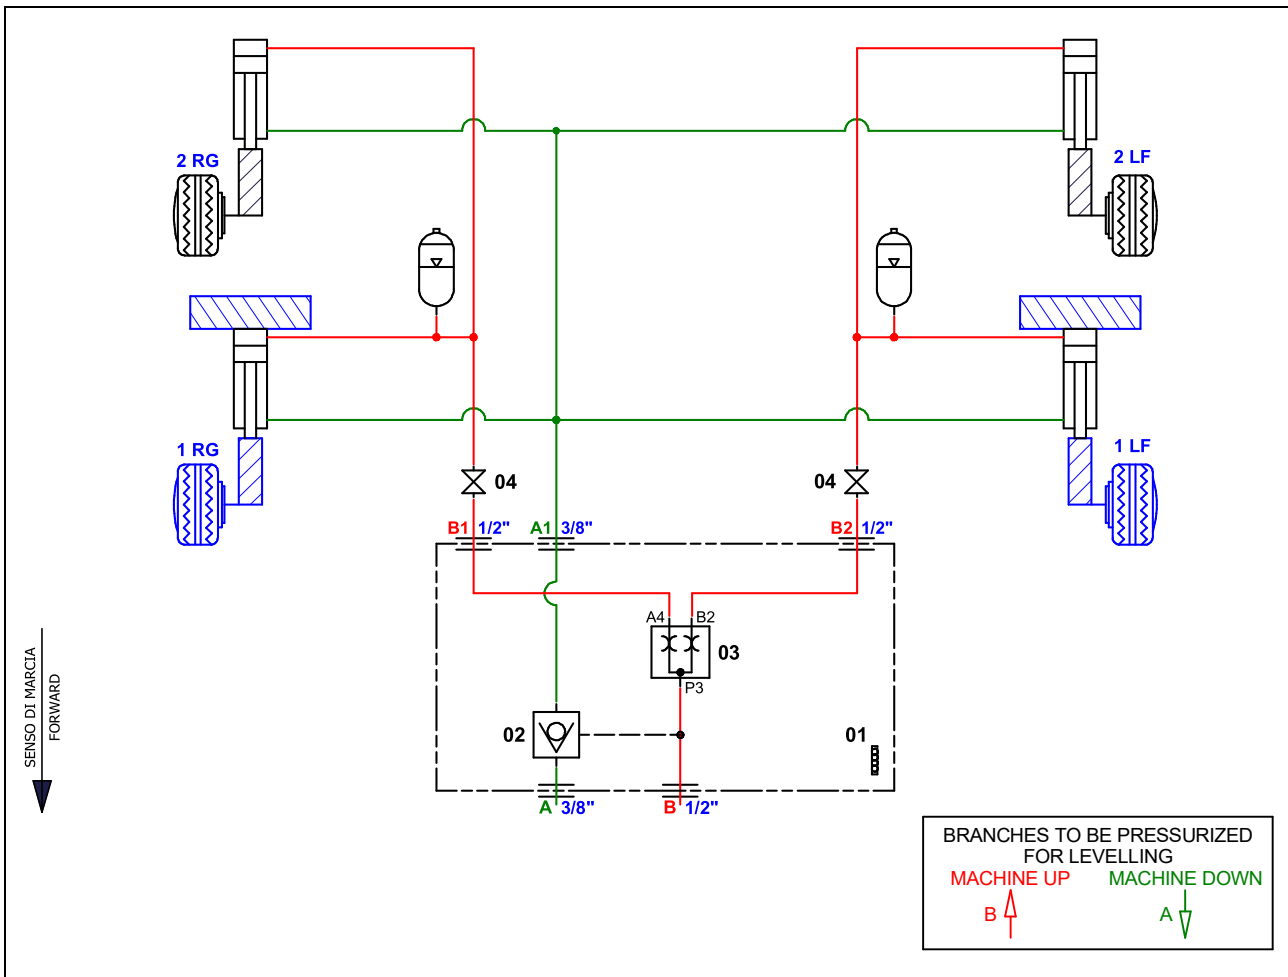 2 RG
2 LF
1 RG
1 LF
04
04
B1 1/2"
A1 3/8"
B2 1/2"
A4
B2
03
P3
02
01
A 3/8"
B 1/2"
SENSO DI MARCIA
FORWARD
BRANCHES TO BE PRESSURIZED
FOR LEVELLING
MACHINE UP
MACHINE DOWN
B
A